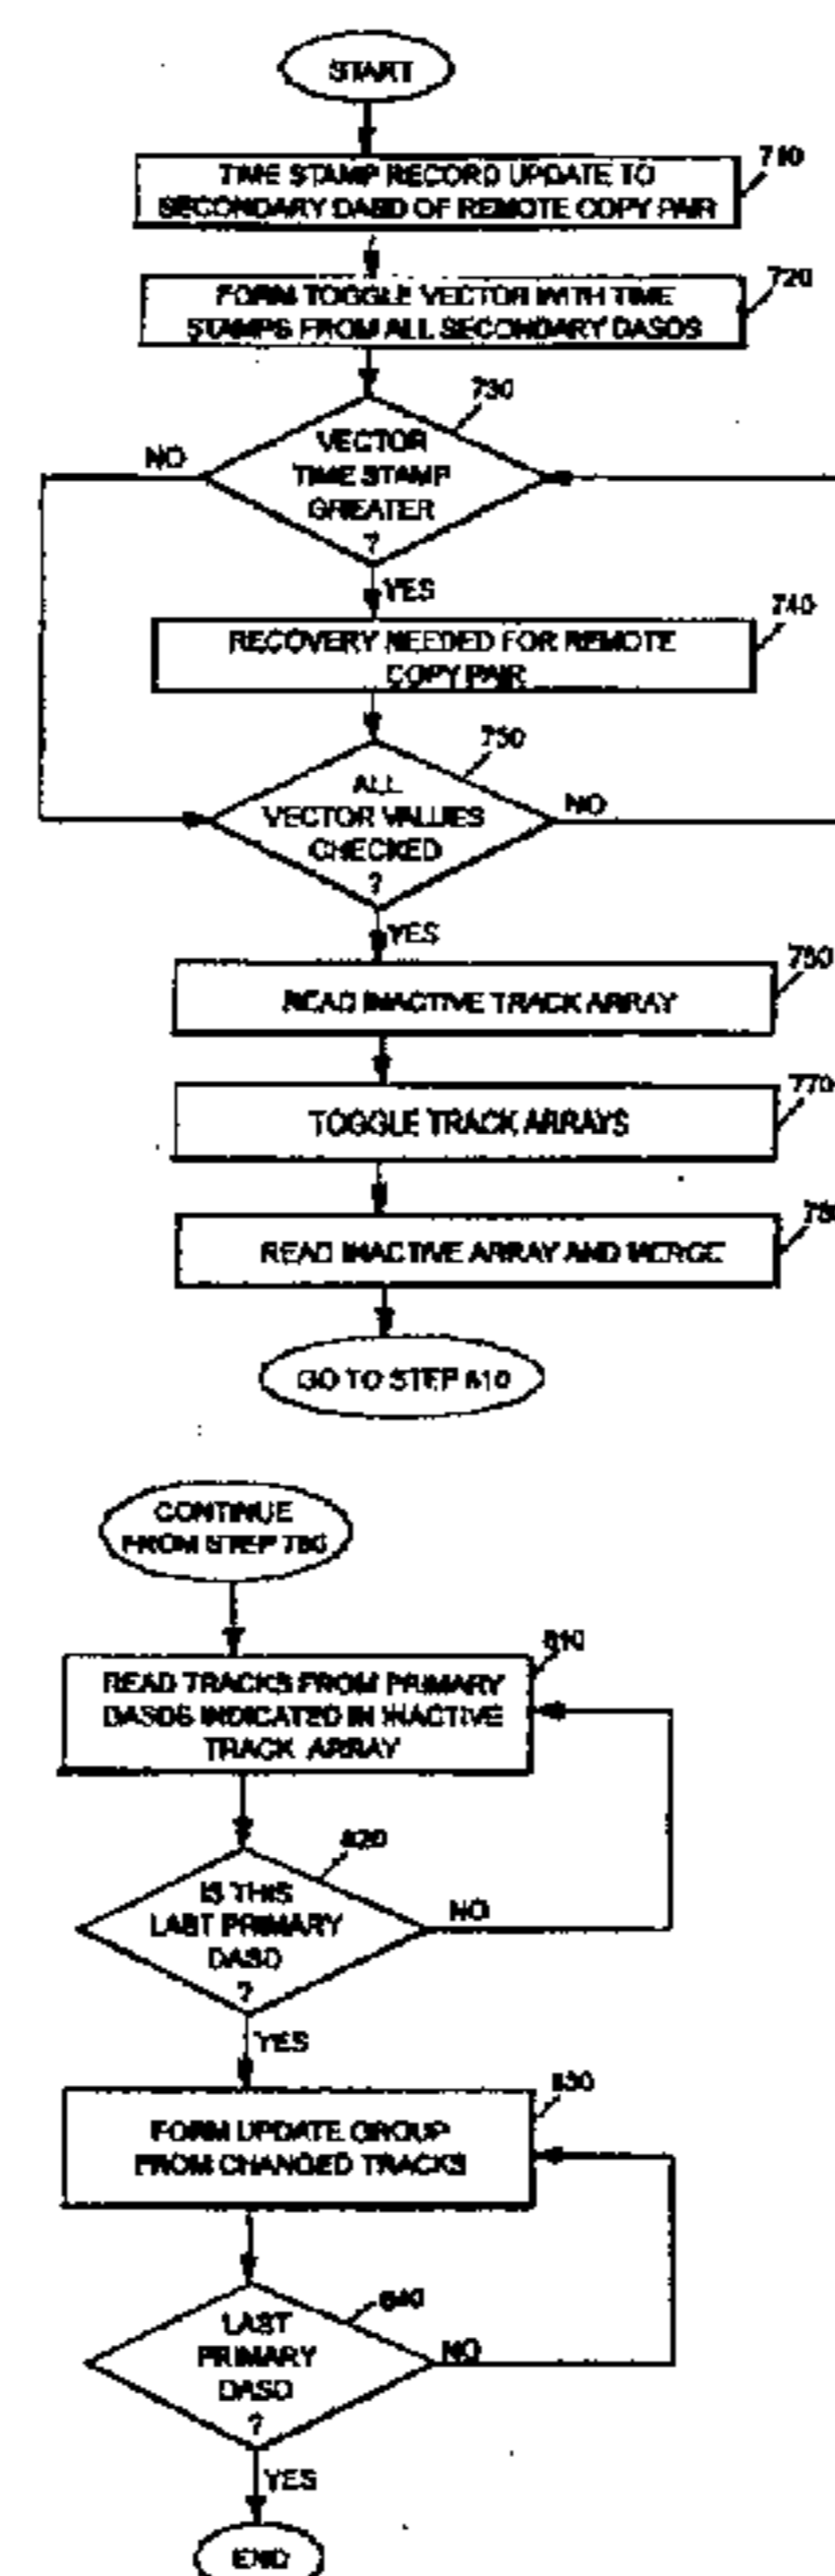 START
TIME STAMP RECORD UPDATE TO
SECONDARY DASD OF REMOTE COPY PAIR
710
FORM TOGGLE VECTOR WITH TIME
STAMPS FROM ALL SECONDARY DASDS
720
730
VECTOR
TIME STAMP
GREATER
?
NO
YES
RECOVERY NEEDED FOR REMOTE
COPY PAIR
740
750
ALL
VECTOR VALUES
CHECKED
?
NO
YES
READ INACTIVE TRACK ARRAY
760
TOGGLE TRACK ARRAYS
770
READ INACTIVE ARRAY AND MERGE
GO TO STEP 810
CONTINUE
FROM STEP 780
READ TRACKS FROM PRIMARY
DASDS INDICATED IN INACTIVE
TRACK ARRAY
810
820
IS THIS
LAST PRIMARY
DASD
?
NO
YES
FORM UPDATE GROUP
FROM CHANGED TRACKS
830
840
LAST
PRIMARY
DASD
?
NO
YES
END